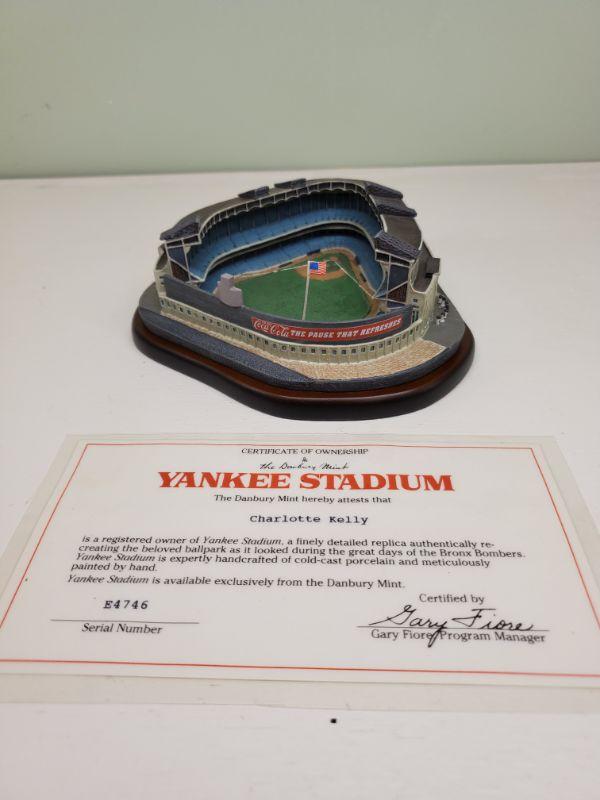 Coca-Cola THE PAUSE THAT REFRESHES
CERTIFICATE OF OWNERSHIP
the Danbury Mint
YANKEE STADIUM
The Danbury Mint hereby attests that
Charlotte Kelly
is a registered owner of Yankee Stadium, a finely detailed replica authentically re-
creating the beloved ballpark as it looked during the great days of the Bronx Bombers.
Yankee Stadium is expertly handcrafted of cold-cast porcelain and meticulously
painted by hand.
Yankee Stadium is available exclusively from the Danbury Mint.
E4746
Serial Number
Certified by
Gary Fiore
Gary Fiore, Program Manager